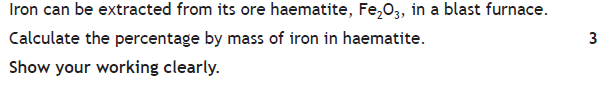 Iron can be extracted from its ore haematite, Fe₂O₃, in a blast furnace.
Calculate the percentage by mass of iron in haematite. 3
Show your working clearly.